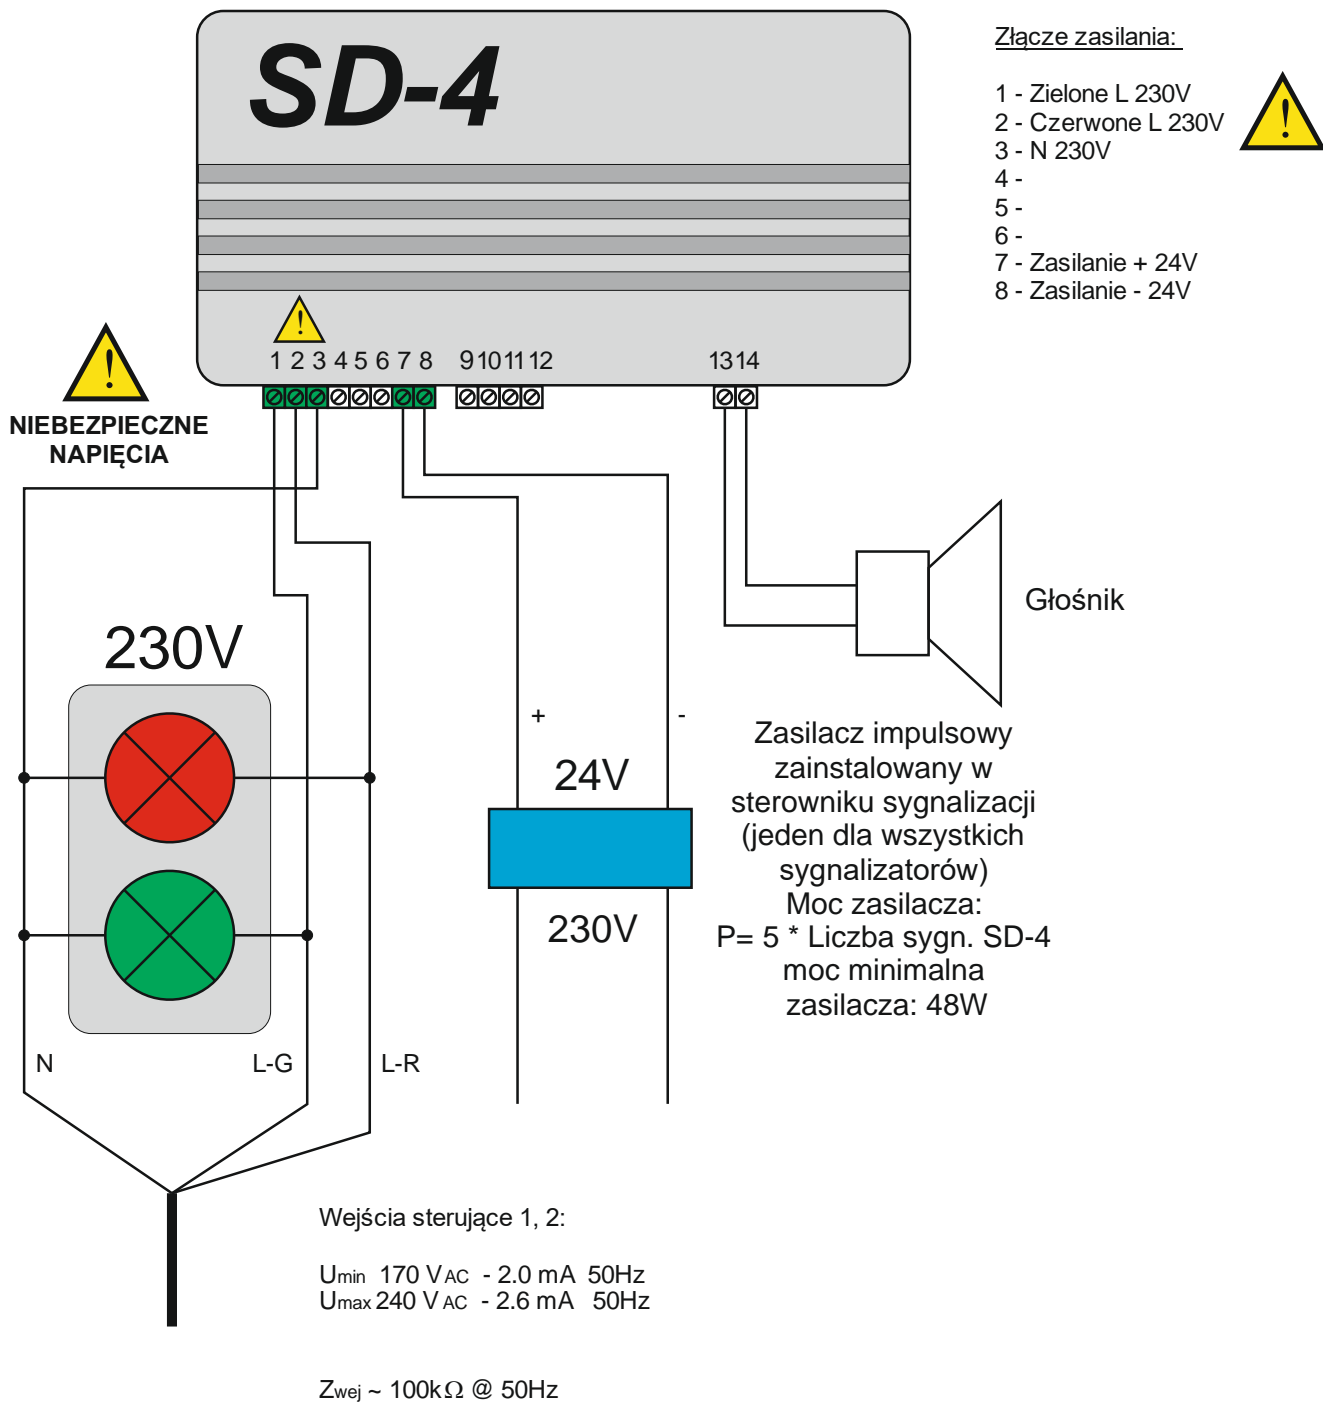 SD-4
Złącze zasilania:
1 - Zielone L 230V
2 - Czerwone L 230V
3 - N 230V
4 -
5 -
6 -
7 - Zasilanie + 24V
8 - Zasilanie - 24V
!
!
!
1 2 3 4 5 6 7 8 9 10 11 12 13 14
NIEBEZPIECZNE
NAPIĘCIA
Głośnik
230V
+ -
24V
230V
Zasilacz impulsowy
zainstalowany w
sterowniku sygnalizacji
(jeden dla wszystkich
sygnalizatorów)
Moc zasilacza:
P= 5 * Liczba sygn. SD-4
moc minimalna
zasilacza: 48W
N L-G L-R
Wejścia sterujące 1, 2:
Umin 170 VAC - 2.0 mA 50Hz
Umax 240 VAC - 2.6 mA 50Hz
Zwej ~ 100kΩ @ 50Hz